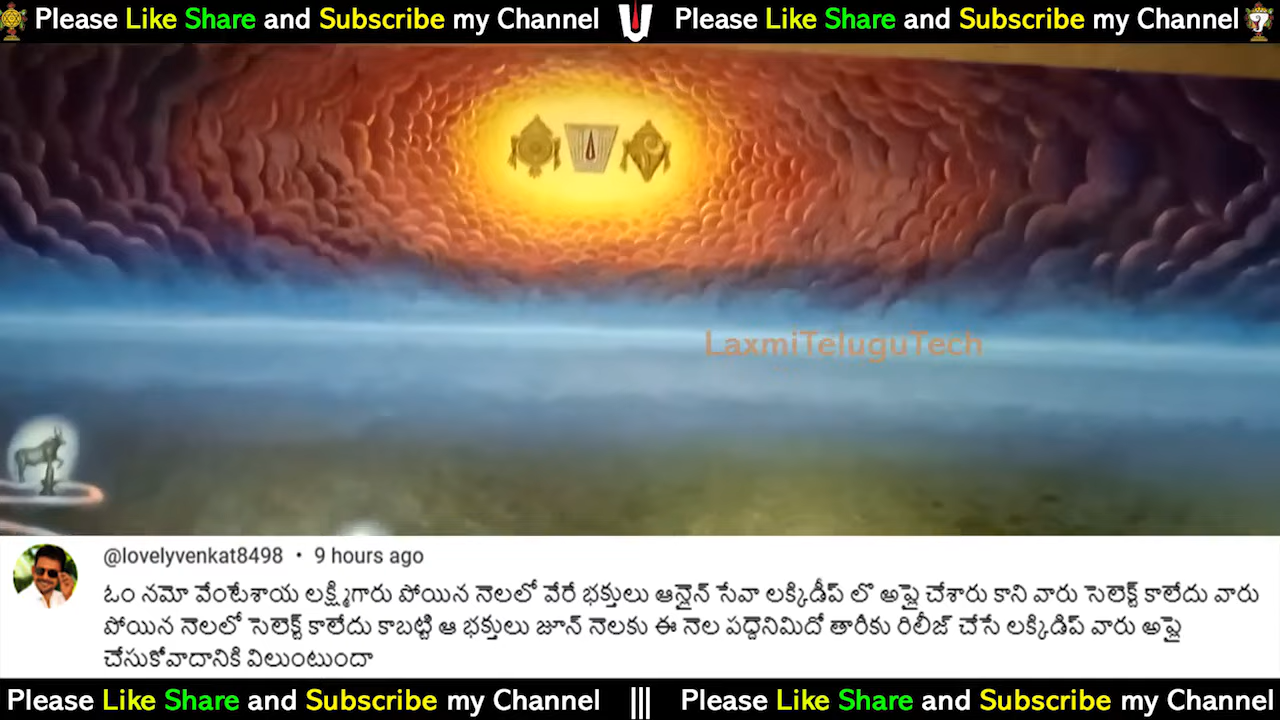 Please Like Share and Subscribe my Channel Please Like Share and Subscribe my Channel
LaxmiTeluguTech
@lovelyvenkat8498 • 9 hours ago
ఓం నమో వేంటేశాయ లక్ష్మిగారు పోయిన నెలలో వేరే భక్తులు ఆన్లైన్ సేవా లక్కిడీప్ లొ అప్లై చేశారు కాని వారు సెలెక్ట్ కాలేదు వారు
పోయిన నెలలో సెలెక్ట్ కాలేదు కాబట్టి ఆ భక్తులు జూన్ నెలకు ఈ నెల పద్దెనిమిదో తారీకు రిలీజ్ చేసే లక్కిడిప్ వారు అప్లై
చేసుకోవాదానికి విలుంటుందా
Please Like Share and Subscribe my Channel ||| Please Like Share and Subscribe my Channel